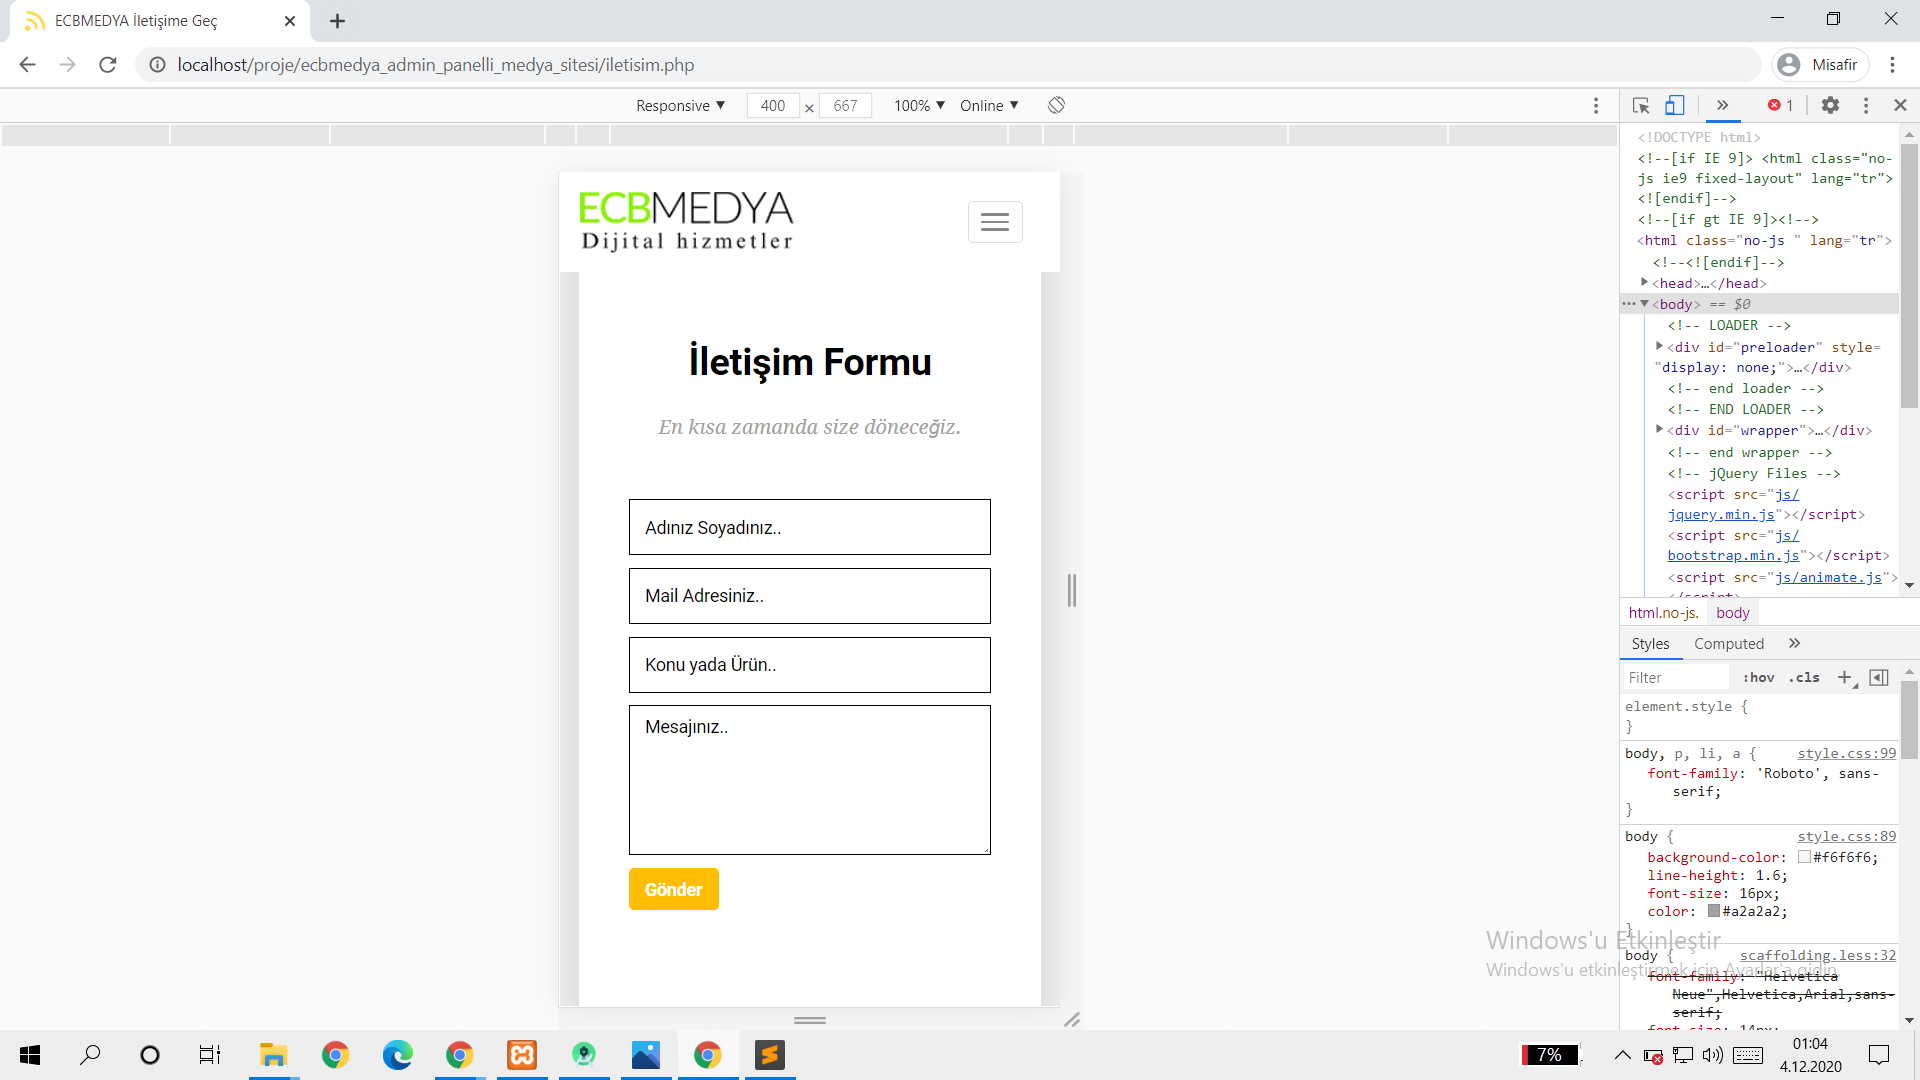 ECBMEDYA İletişime Geç
localhost/proje/ecbmedya_admin_panelli_medya_sitesi/iletisim.php
Misafir
Responsive ▼ 400 × 667 100% ▼ Online ▼
1
ECBMEDYA
Dijital hizmetler
İletişim Formu
En kısa zamanda size döneceğiz.
Adınız Soyadınız..
Mail Adresiniz..
Konu yada Ürün..
Mesajınız..
Gönder
<!DOCTYPE html>
<!--[if IE 9]> <html class="no-
js ie9 fixed-layout" lang="tr">
<![endif]-->
<!--[if gt IE 9]><!-->
<html class="no-js " lang="tr">
<!--<![endif]-->
<head>…</head>
<body> == $0
<!-- LOADER -->
<div id="preloader" style=
"display: none;">…</div>
<!-- end loader -->
<!-- END LOADER -->
<div id="wrapper">…</div>
<!-- end wrapper -->
<!-- jQuery Files -->
<script src="js/
jquery.min.js"></script>
<script src="js/
bootstrap.min.js"></script>
<script src="js/animate.js">
</script>
html.no-js. body
Styles Computed »
Filter :hov .cls +
element.style {
}
body, p, li, a { style.css:99
font-family: 'Roboto', sans-
serif;
}
body { style.css:89
background-color: #f6f6f6;
line-height: 1.6;
font-size: 16px;
color: #a2a2a2;
}
body { scaffolding.less:32
font-family: "Helvetica
Neue",Helvetica,Arial,sans-
serif;
font-size: 14px;
Windows'u Etkinleştir
Windows'u etkinleştirmek için Ayarlar'a gidin.
7%
01:04
4.12.2020